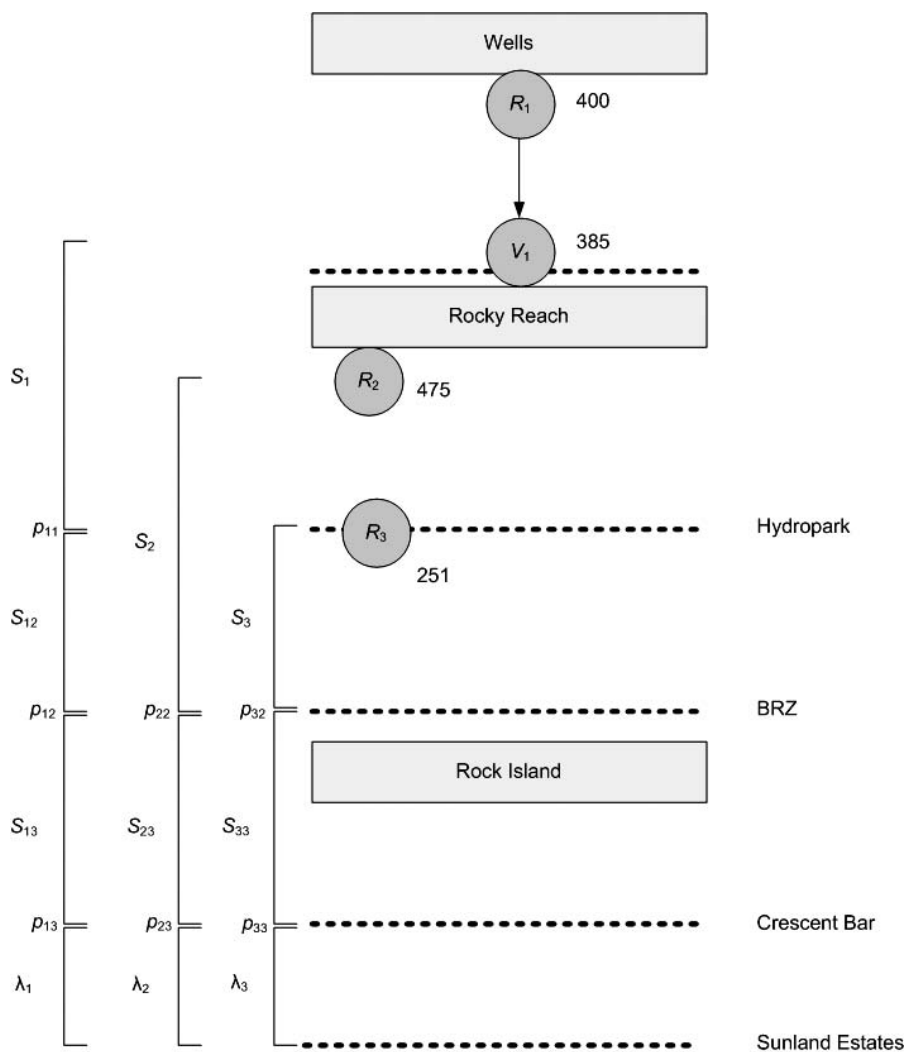 Wells
R₁ 400
V₁ 385
Rocky Reach
S₁
R₂ 475
p₁₁ R₃ Hydropark
S₂
251
S₁₂ S₃
p₁₂ p₂₂ p₃₂ BRZ
Rock Island
S₁₃ S₂₃ S₃₃
p₁₃ p₂₃ p₃₃ Crescent Bar
λ₁ λ₂ λ₃
Sunland Estates